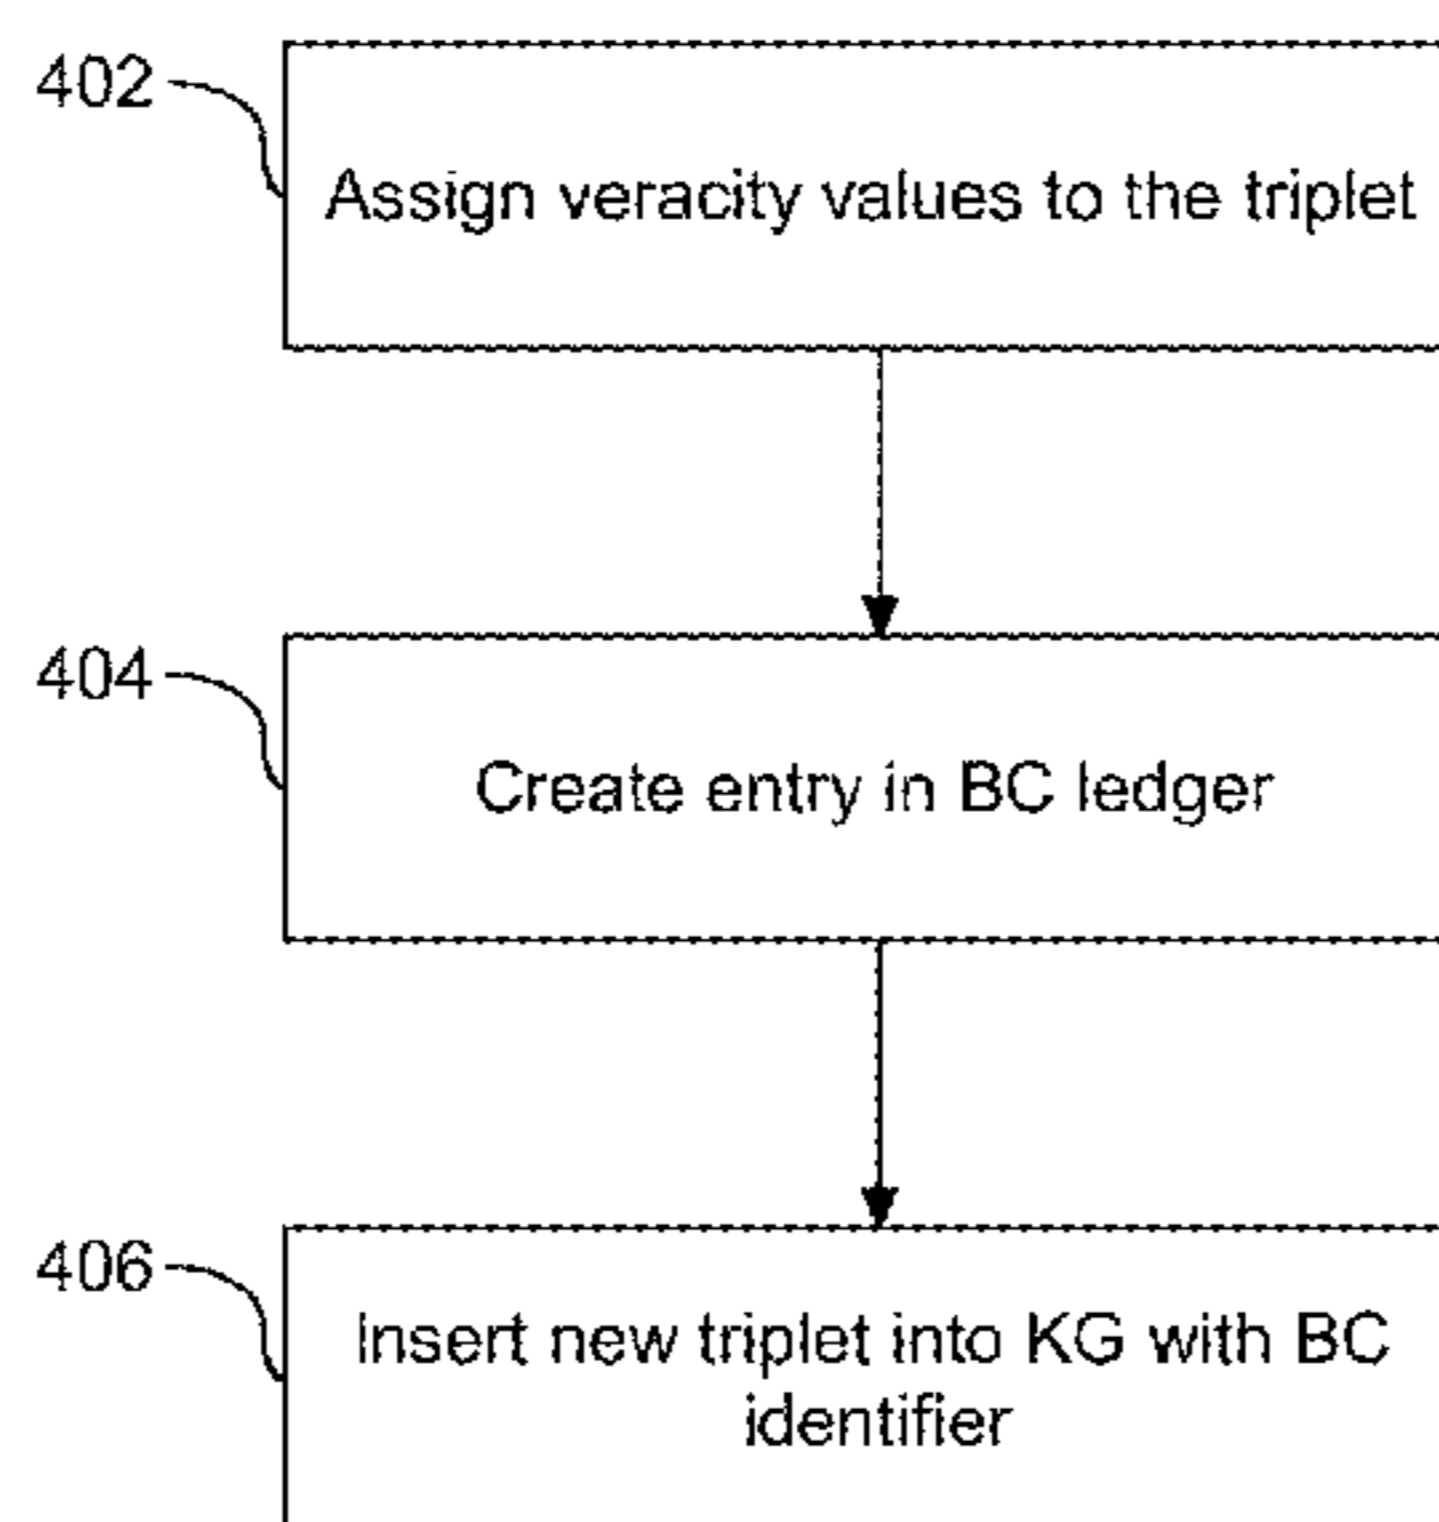 402
Assign veracity values to the triplet
404
Create entry in BC ledger
406
Insert new triplet into KG with BC
identifier